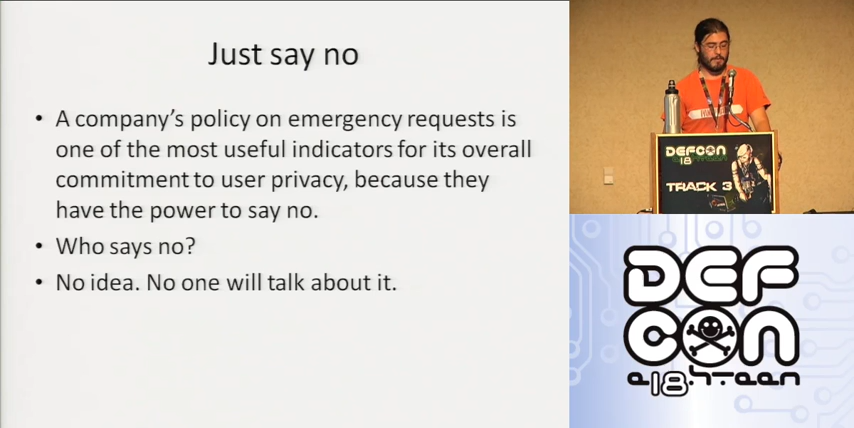 Just say no
• A company's policy on emergency requests is
one of the most useful indicators for its overall
commitment to user privacy, because they
have the power to say no.
• Who says no?
• No idea. No one will talk about it.
DEFCON
18
TRACK 3
DEF
CON
e18h-teen